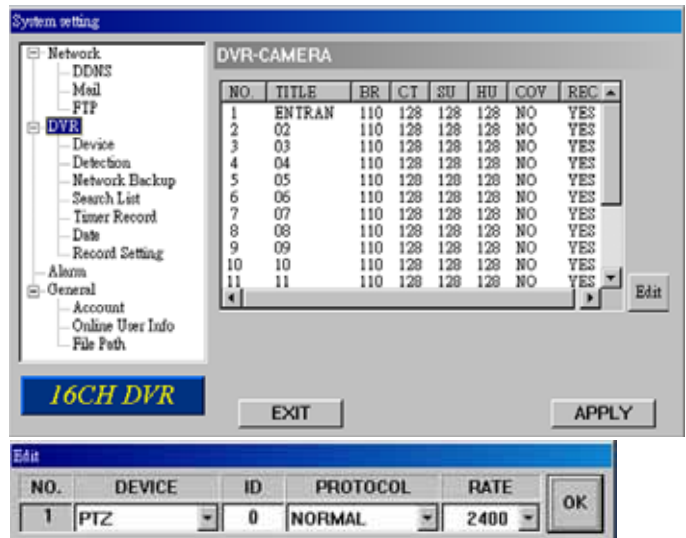 System setting
Network
DDNS
Mail
FTP
DVR
Device
Detection
Network Backup
Search List
Timer Record
Date
Record Setting
Alarm
General
Account
Online User Info
File Path
16CH DVR
DVR-CAMERA
NO. TITLE BR CT SU HU COV REC
1 ENTRAN 110 128 128 128 NO YES
2 02 110 128 128 128 NO YES
3 03 110 128 128 128 NO YES
4 04 110 128 128 128 NO YES
5 05 110 128 128 128 NO YES
6 06 110 128 128 128 NO YES
7 07 110 128 128 128 NO YES
8 08 110 128 128 128 NO YES
9 09 110 128 128 128 NO YES
10 10 110 128 128 128 NO YES
11 11 110 128 128 128 NO YES
Edit
EXIT APPLY
Edit
NO. DEVICE ID PROTOCOL RATE
1 PTZ 0 NORMAL 2400 OK